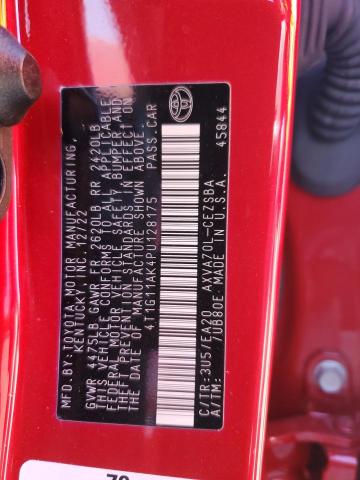 MFD. BY: TOYOTA MOTOR MANUFACTURING,
KENTUCKY, INC. 12/22
GVWR 4475LB GAWR FR 2620LB RR 2420LB
THIS VEHICLE CONFORMS TO ALL APPLICABLE
FEDERAL MOTOR VEHICLE SAFETY, BUMPER, AND
THEFT PREVENTION STANDARDS IN EFFECT ON
THE DATE OF MANUFACTURE SHOWN ABOVE.
4T1G11AK4PU128175 PASS.CAR
C/TR: 3U5 /EA20 AXVA70L-CEZSBA
A/TM: /UB80E MADE IN U.S.A. 45844